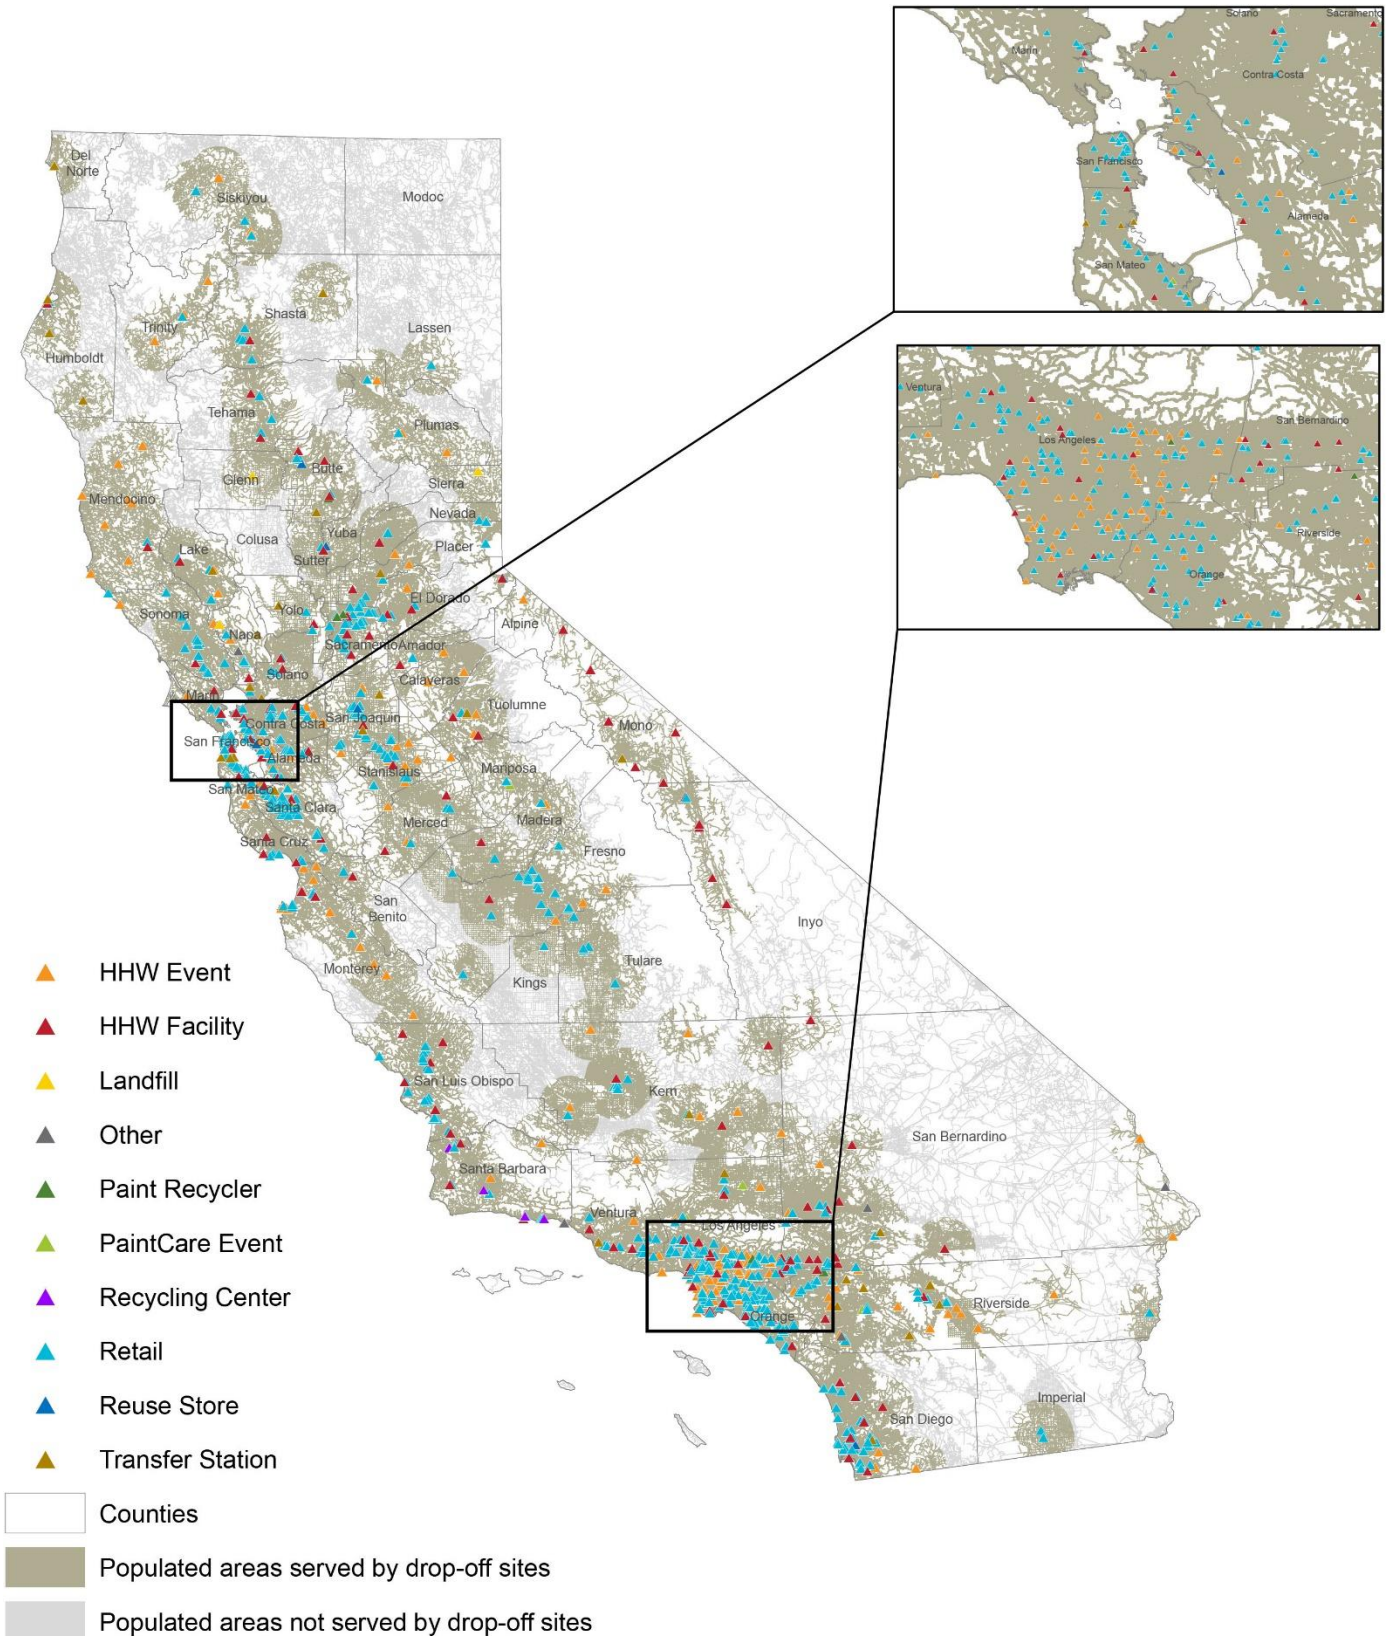 Solano
Sacramento
Marin
Contra Costa
San Francisco
Alameda
San Mateo
Ventura
San Bernardino
Los Angeles
Riverside
Orange
Del
Norte
Siskiyou
Modoc
Shasta
Trinity
Lassen
Humboldt
Tehama
Plumas
Butte
Glenn
Sierra
Mendocino
Nevada
Colusa
Yuba
Placer
Lake
Sutter
El Dorado
Yolo
Sonoma
Alpine
Napa
Sacramento
Amador
Solano
Calaveras
Marin
Tuolumne
Contra Costa
San Joaquin
Mono
San Francisco
Alameda
Stanislaus
Mariposa
San Mateo
Santa Clara
Merced
Madera
Santa Cruz
Fresno
San
Benito
Inyo
Tulare
Monterey
Kings
San Luis Obispo
Kern
San Bernardino
Santa Barbara
Ventura
Los Angeles
Riverside
Orange
Imperial
San Diego
HHW Event
HHW Facility
Landfill
Other
Paint Recycler
PaintCare Event
Recycling Center
Retail
Reuse Store
Transfer Station
Counties
Populated areas served by drop-off sites
Populated areas not served by drop-off sites